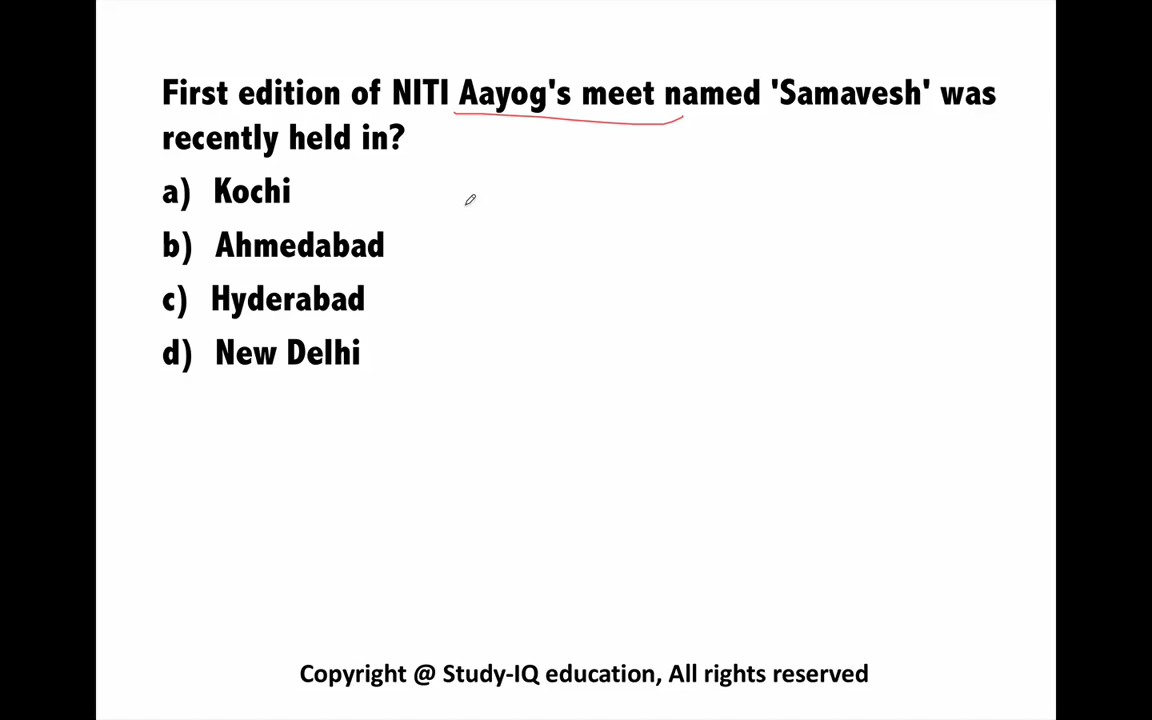 First edition of NITI Aayog's meet named 'Samavesh' was
recently held in?
a) Kochi
b) Ahmedabad
c) Hyderabad
d) New Delhi
Copyright @ Study-IQ education, All rights reserved